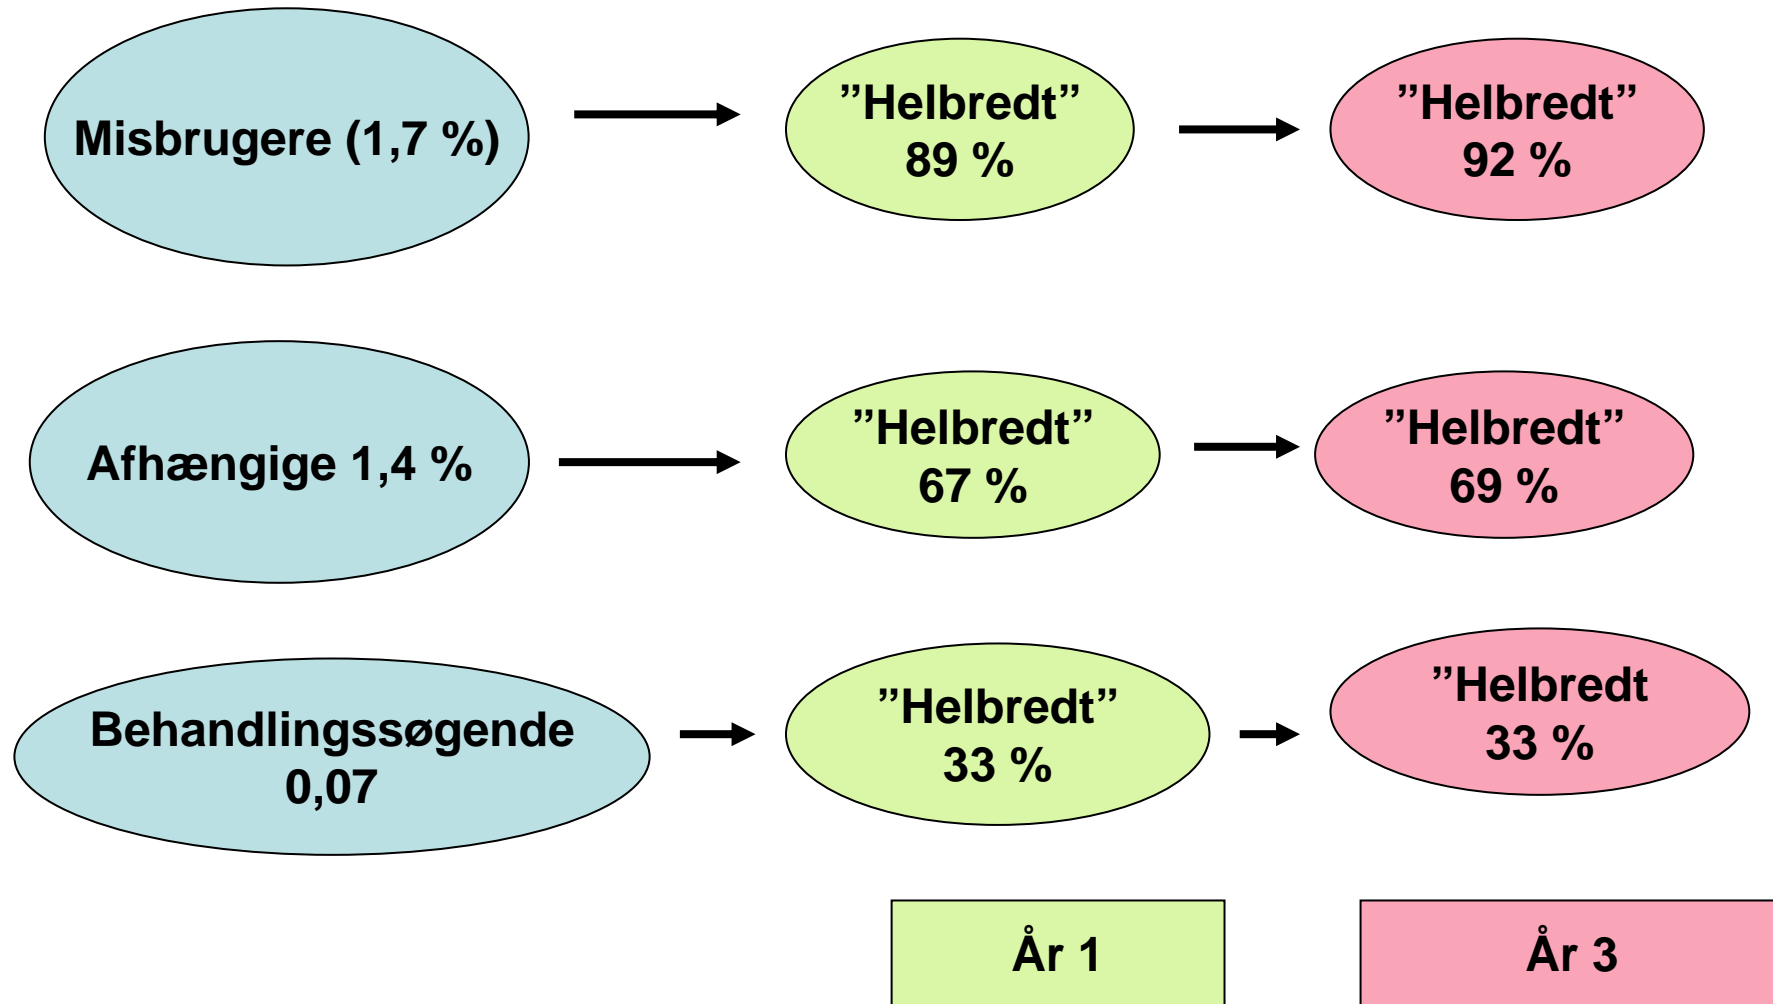 Misbrugere (1,7 %)
”Helbredt”
89 %
”Helbredt”
92 %
Afhængige 1,4 %
”Helbredt”
67 %
”Helbredt”
69 %
Behandlingssøgende
0,07
”Helbredt”
33 %
”Helbredt
33 %
År 1
År 3